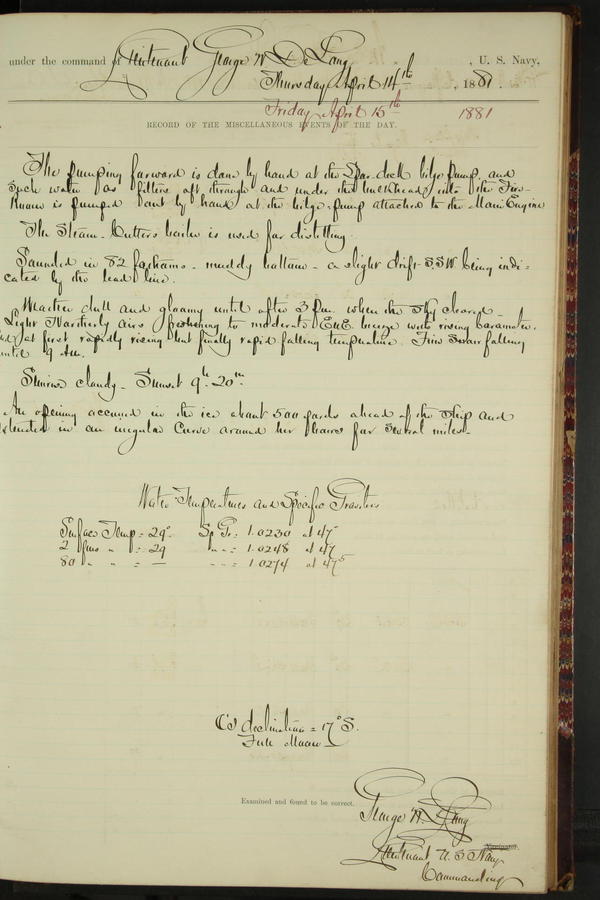 under the command of Lieutenant George W. De Long, U. S. Navy,
Thursday April 14th, 1881.
Friday April 15th 1881
RECORD OF THE MISCELLANEOUS EVENTS OF THE DAY.
The pumping forward is done by hand at the Spar-deck bilge pump, and
Such water as filters aft through and under the bulkhead, into the Fire-
Room is pumped out by hand at the bilge-pump attached to the Main Engine
The Steam-Cutters boiler is used for distilling.
Sounded in 82 fathoms - muddy bottom - a slight drift S.S.W. being indi-
cated by the lead line.
Weather dull and gloomy until after 3 P.m. when the sky cleared -
Light Northerly airs freshening to moderate ENE breeze with rising barometer,
and at first rapidly rising but finally rapid falling temperature. Fine snow falling
until 9 Am.
Sunrise cloudy - Sunset 9h. 20m.
An opening occurred in the ice about 500 yards ahead of the Ship and
extended in an irregular Curve around her bows for several miles.
Water-Temperatures and Specific Gravities
Surface Temp = 29° Sp Gr = 1.0230 at 47°
2 fms " = 29 " " = 1.0248 at 47
80 " " = — " " = 1.0274 at 47.5
C's declination = 17° S.
Full Moon
Examined and found to be correct.
George W. De Long
Navigator.
Lieutenant U. S Navy
Commanding